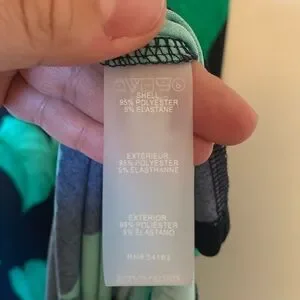 SHELL
95% POLYESTER
5% ELASTANE
EXTERIEUR
95% POLYESTER
5% ELASTHANNE
EXTERIOR
95% POLIESTER
5% ELASTANO